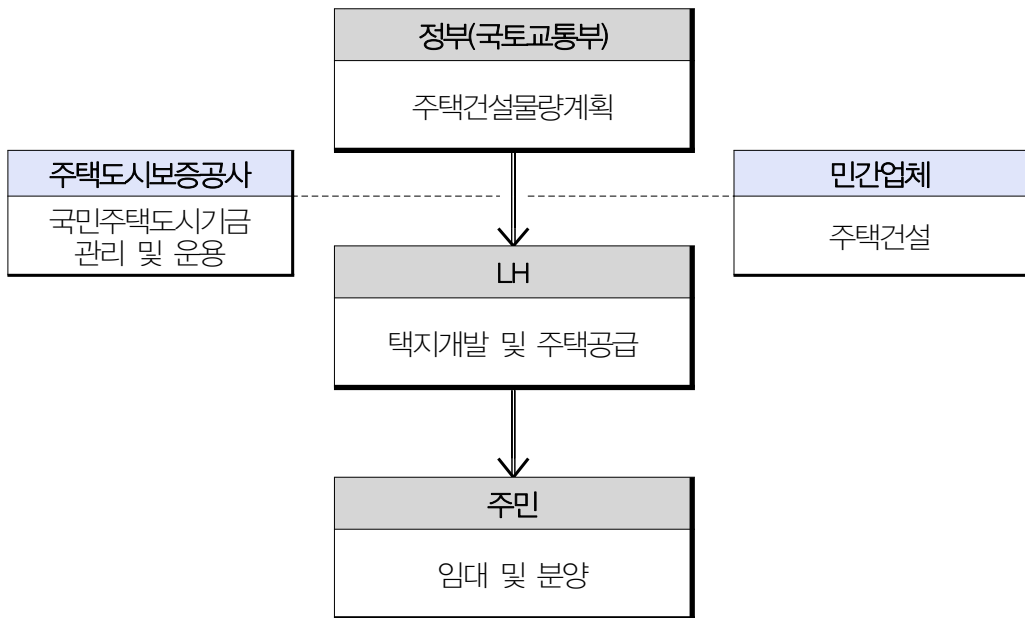 정부(국토교통부)
주택건설물량계획
주택도시보증공사
국민주택도시기금
관리 및 운용
민간업체
주택건설
LH
택지개발 및 주택공급
주민
임대 및 분양